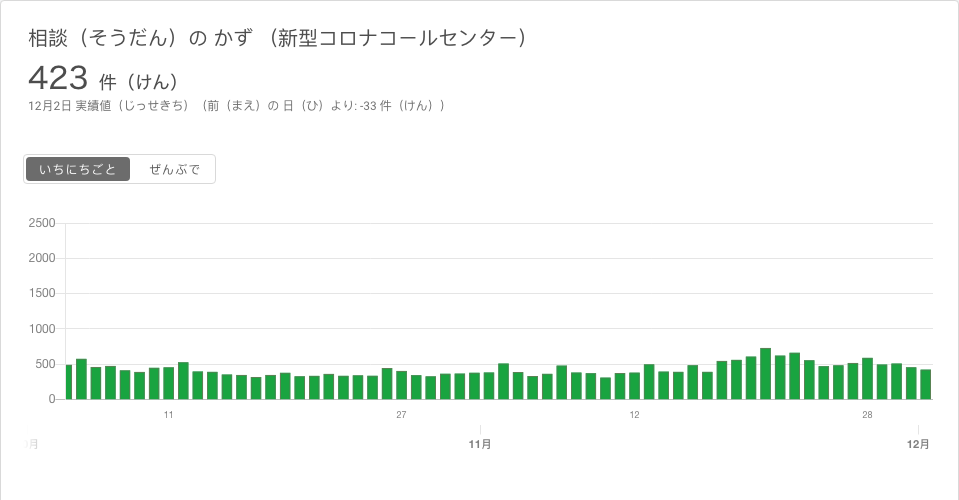 相談（そうだん）の かず （新型コロナコールセンター）
423 件（けん）
12月2日 実績値（じっせきち）（前（まえ）の 日（ひ）より: -33 件（けん））
いちにちごと ぜんぶで
2500
2000
1500
1000
500
0
11 27 12 28
月 11月 12月